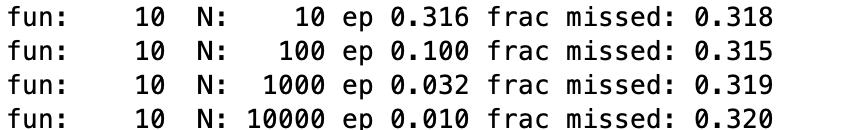 fun:    10  N:    10 ep 0.316 frac missed: 0.318
fun:    10  N:   100 ep 0.100 frac missed: 0.315
fun:    10  N:  1000 ep 0.032 frac missed: 0.319
fun:    10  N: 10000 ep 0.010 frac missed: 0.320